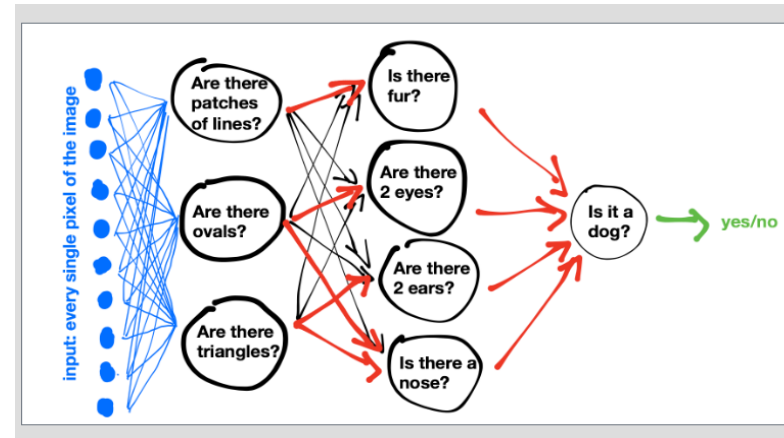 input: every single pixel of the image
Are there
patches
of lines?
Are there
ovals?
Are there
triangles?
Is there
fur?
Are there
2 eyes?
Are there
2 ears?
Is there a
nose?
Is it a
dog?
yes/no